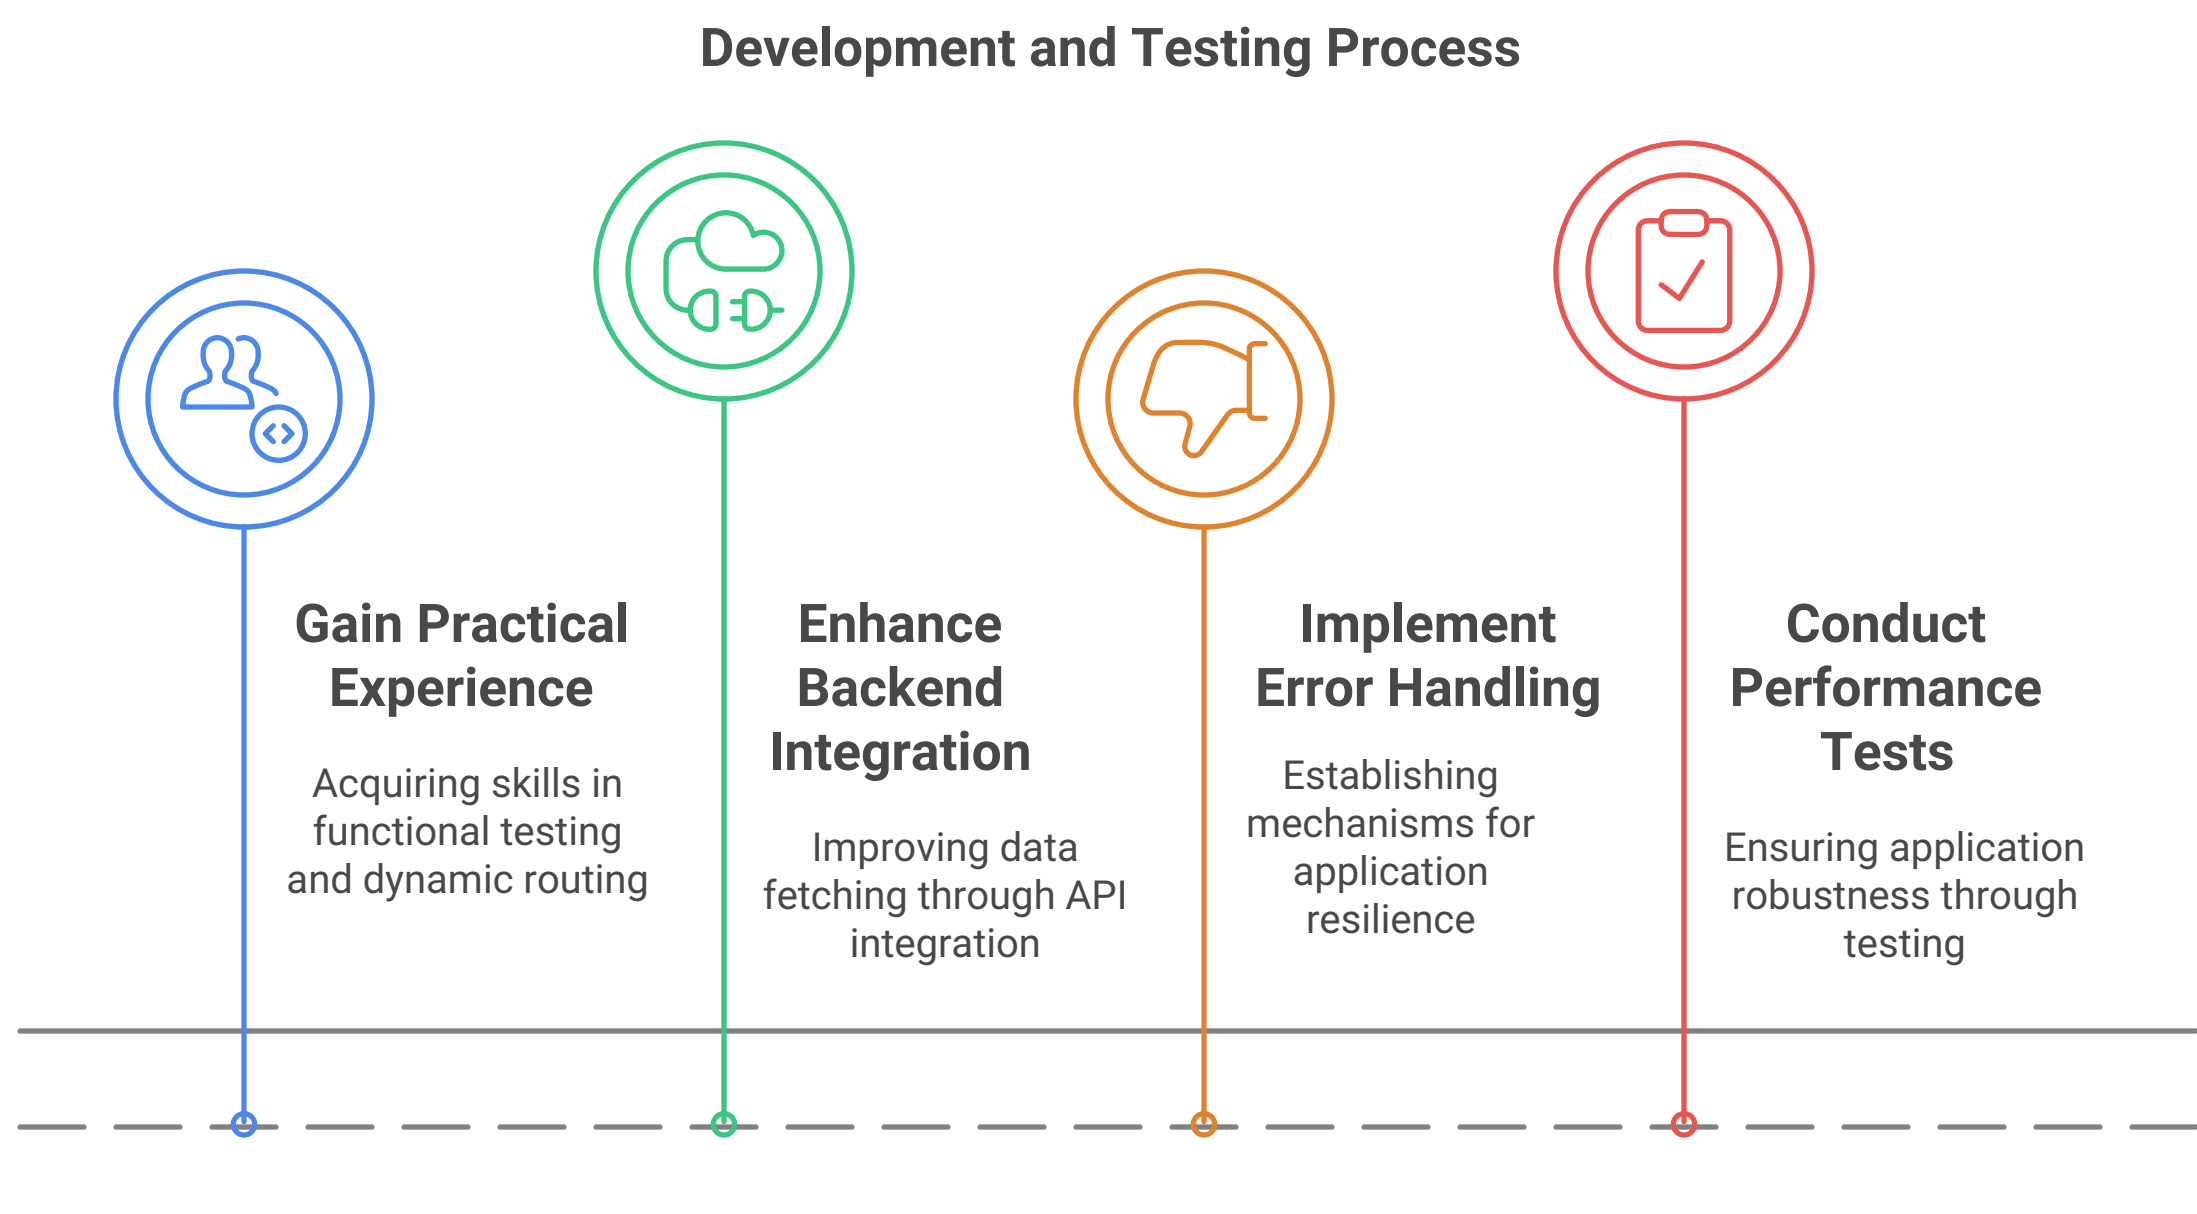 Development and Testing Process
Gain Practical
Experience
Acquiring skills in
functional testing
and dynamic routing
Enhance
Backend
Integration
Improving data
fetching through API
integration
Implement
Error Handling
Establishing
mechanisms for
application
resilience
Conduct
Performance
Tests
Ensuring application
robustness through
testing